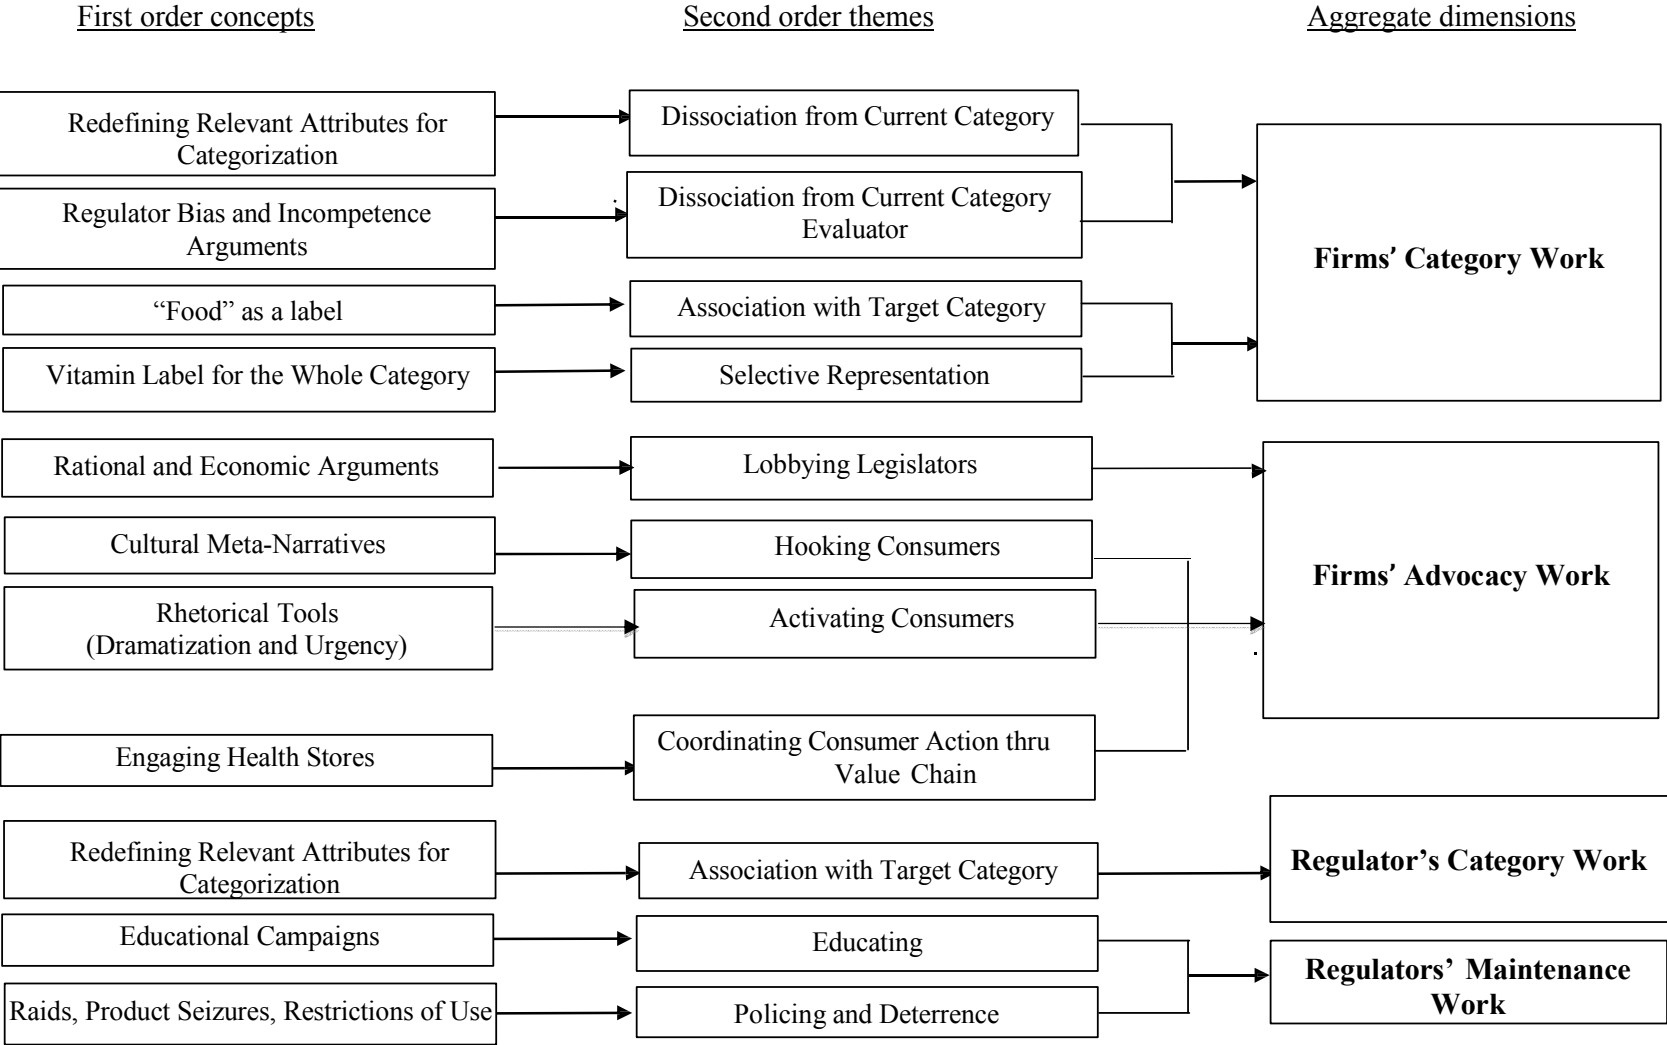 First order concepts
Second order themes
Aggregate dimensions
Redefining Relevant Attributes for
Categorization
Dissociation from Current Category
Regulator Bias and Incompetence
Arguments
Dissociation from Current Category
Evaluator
“Food” as a label
Association with Target Category
Vitamin Label for the Whole Category
Selective Representation
Firms’ Category Work
Rational and Economic Arguments
Lobbying Legislators
Cultural Meta-Narratives
Hooking Consumers
Rhetorical Tools
(Dramatization and Urgency)
Activating Consumers
Engaging Health Stores
Coordinating Consumer Action thru
Value Chain
Firms’ Advocacy Work
Redefining Relevant Attributes for
Categorization
Association with Target Category
Regulator’s Category Work
Educational Campaigns
Educating
Raids, Product Seizures, Restrictions of Use
Policing and Deterrence
Regulators’ Maintenance
Work